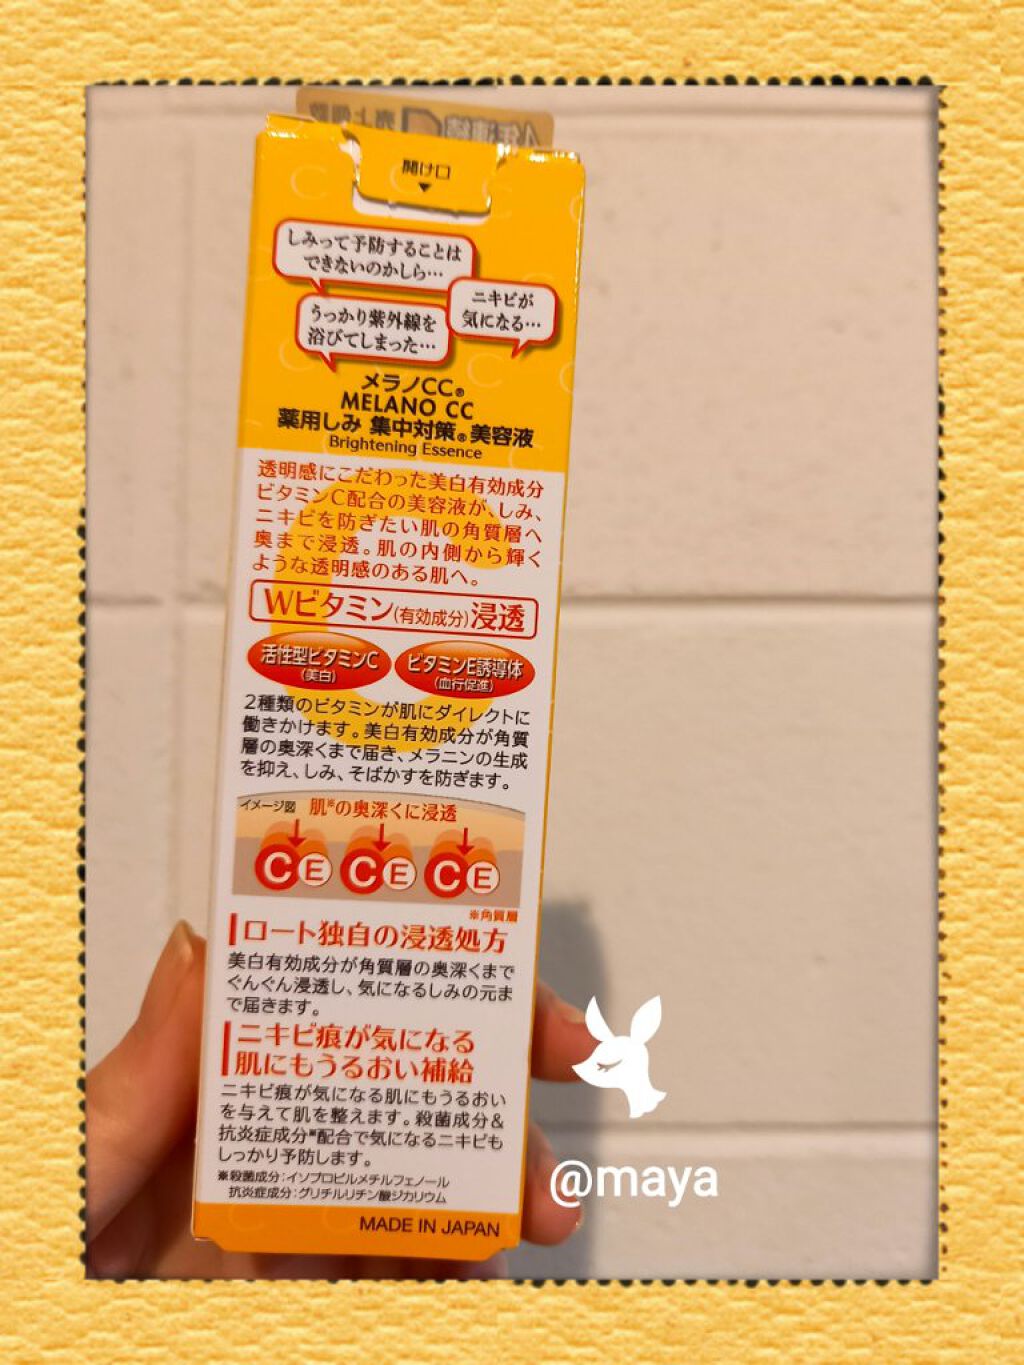 4年連続
売上個数
開け口
▼
しみって予防することは
できないのかしら…
ニキビが
気になる…
うっかり紫外線を
浴びてしまった…
メラノCC®
MELANO CC
薬用しみ 集中対策®美容液
Brightening Essence
透明感にこだわった美白有効成分
ビタミンC配合の美容液が、しみ、
ニキビを防ぎたい肌の角質層へ
奥まで浸透。肌の内側から輝く
ような透明感のある肌へ。
Wビタミン(有効成分)浸透
活性型ビタミンC
(美白)
ビタミンE誘導体
(血行促進)
2種類のビタミンが肌にダイレクトに
働きかけます。美白有効成分が角質
層の奥深くまで届き、メラニンの生成
を抑え、しみ、そばかすを防ぎます。
イメージ図 肌※の奥深くに浸透
C E C E C E
※角質層
ロート独自の浸透処方
美白有効成分が角質層の奥深くまで
ぐんぐん浸透し、気になるしみの元ま
で届きます。
ニキビ痕が気になる
肌にもうるおい補給
ニキビ痕が気になる肌にもうるおい
を与えて肌を整えます。殺菌成分&
抗炎症成分※配合で気になるニキビも
しっかり予防します。
※殺菌成分:イソプロピルメチルフェノール
抗炎症成分:グリチルリチン酸ジカリウム
MADE IN JAPAN
@maya